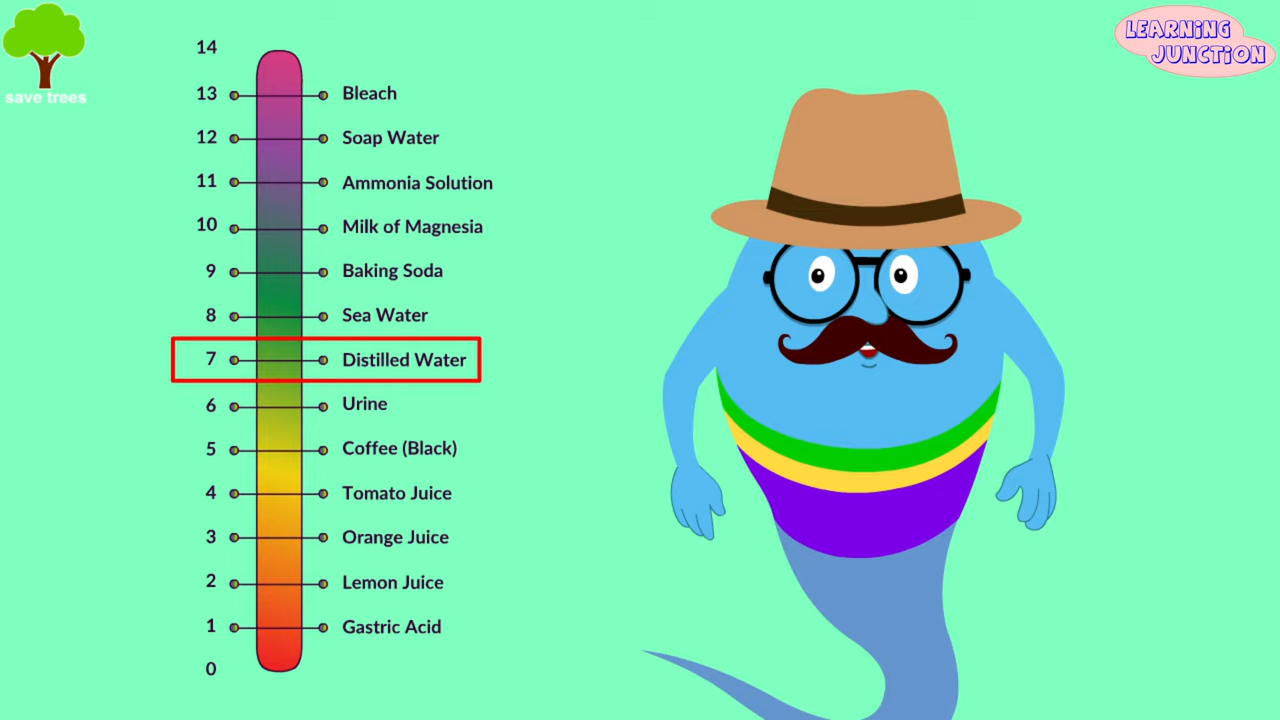 save trees
LEARNING
JUNCTION
14
13 Bleach
12 Soap Water
11 Ammonia Solution
10 Milk of Magnesia
9 Baking Soda
8 Sea Water
7 Distilled Water
6 Urine
5 Coffee (Black)
4 Tomato Juice
3 Orange Juice
2 Lemon Juice
1 Gastric Acid
0